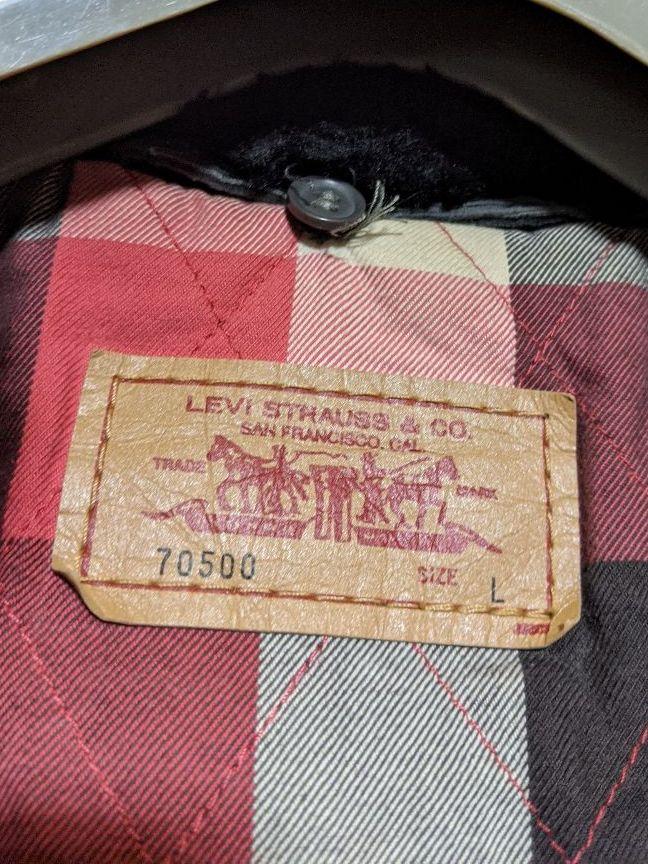 LEVI STRAUSS & CO.
SAN FRANCISCO, CAL.
TRADE MARK
70500 SIZE L